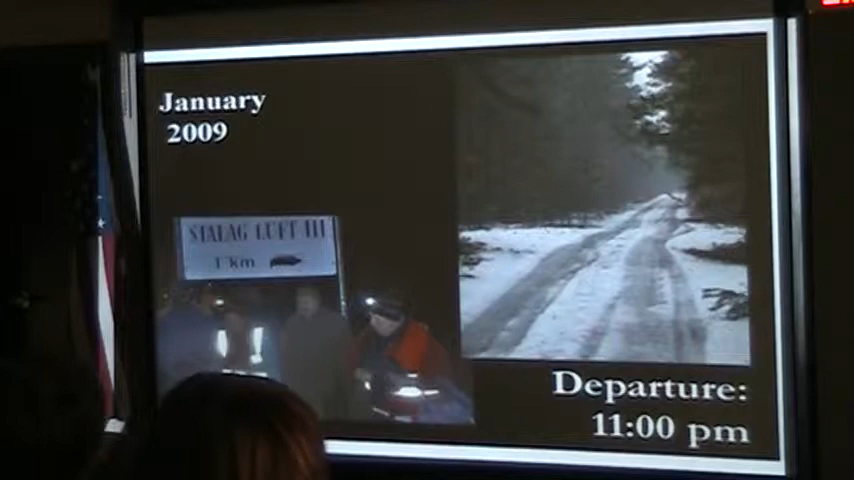 January
2009
STALAG LUFT III
1 km
Departure:
11:00 pm